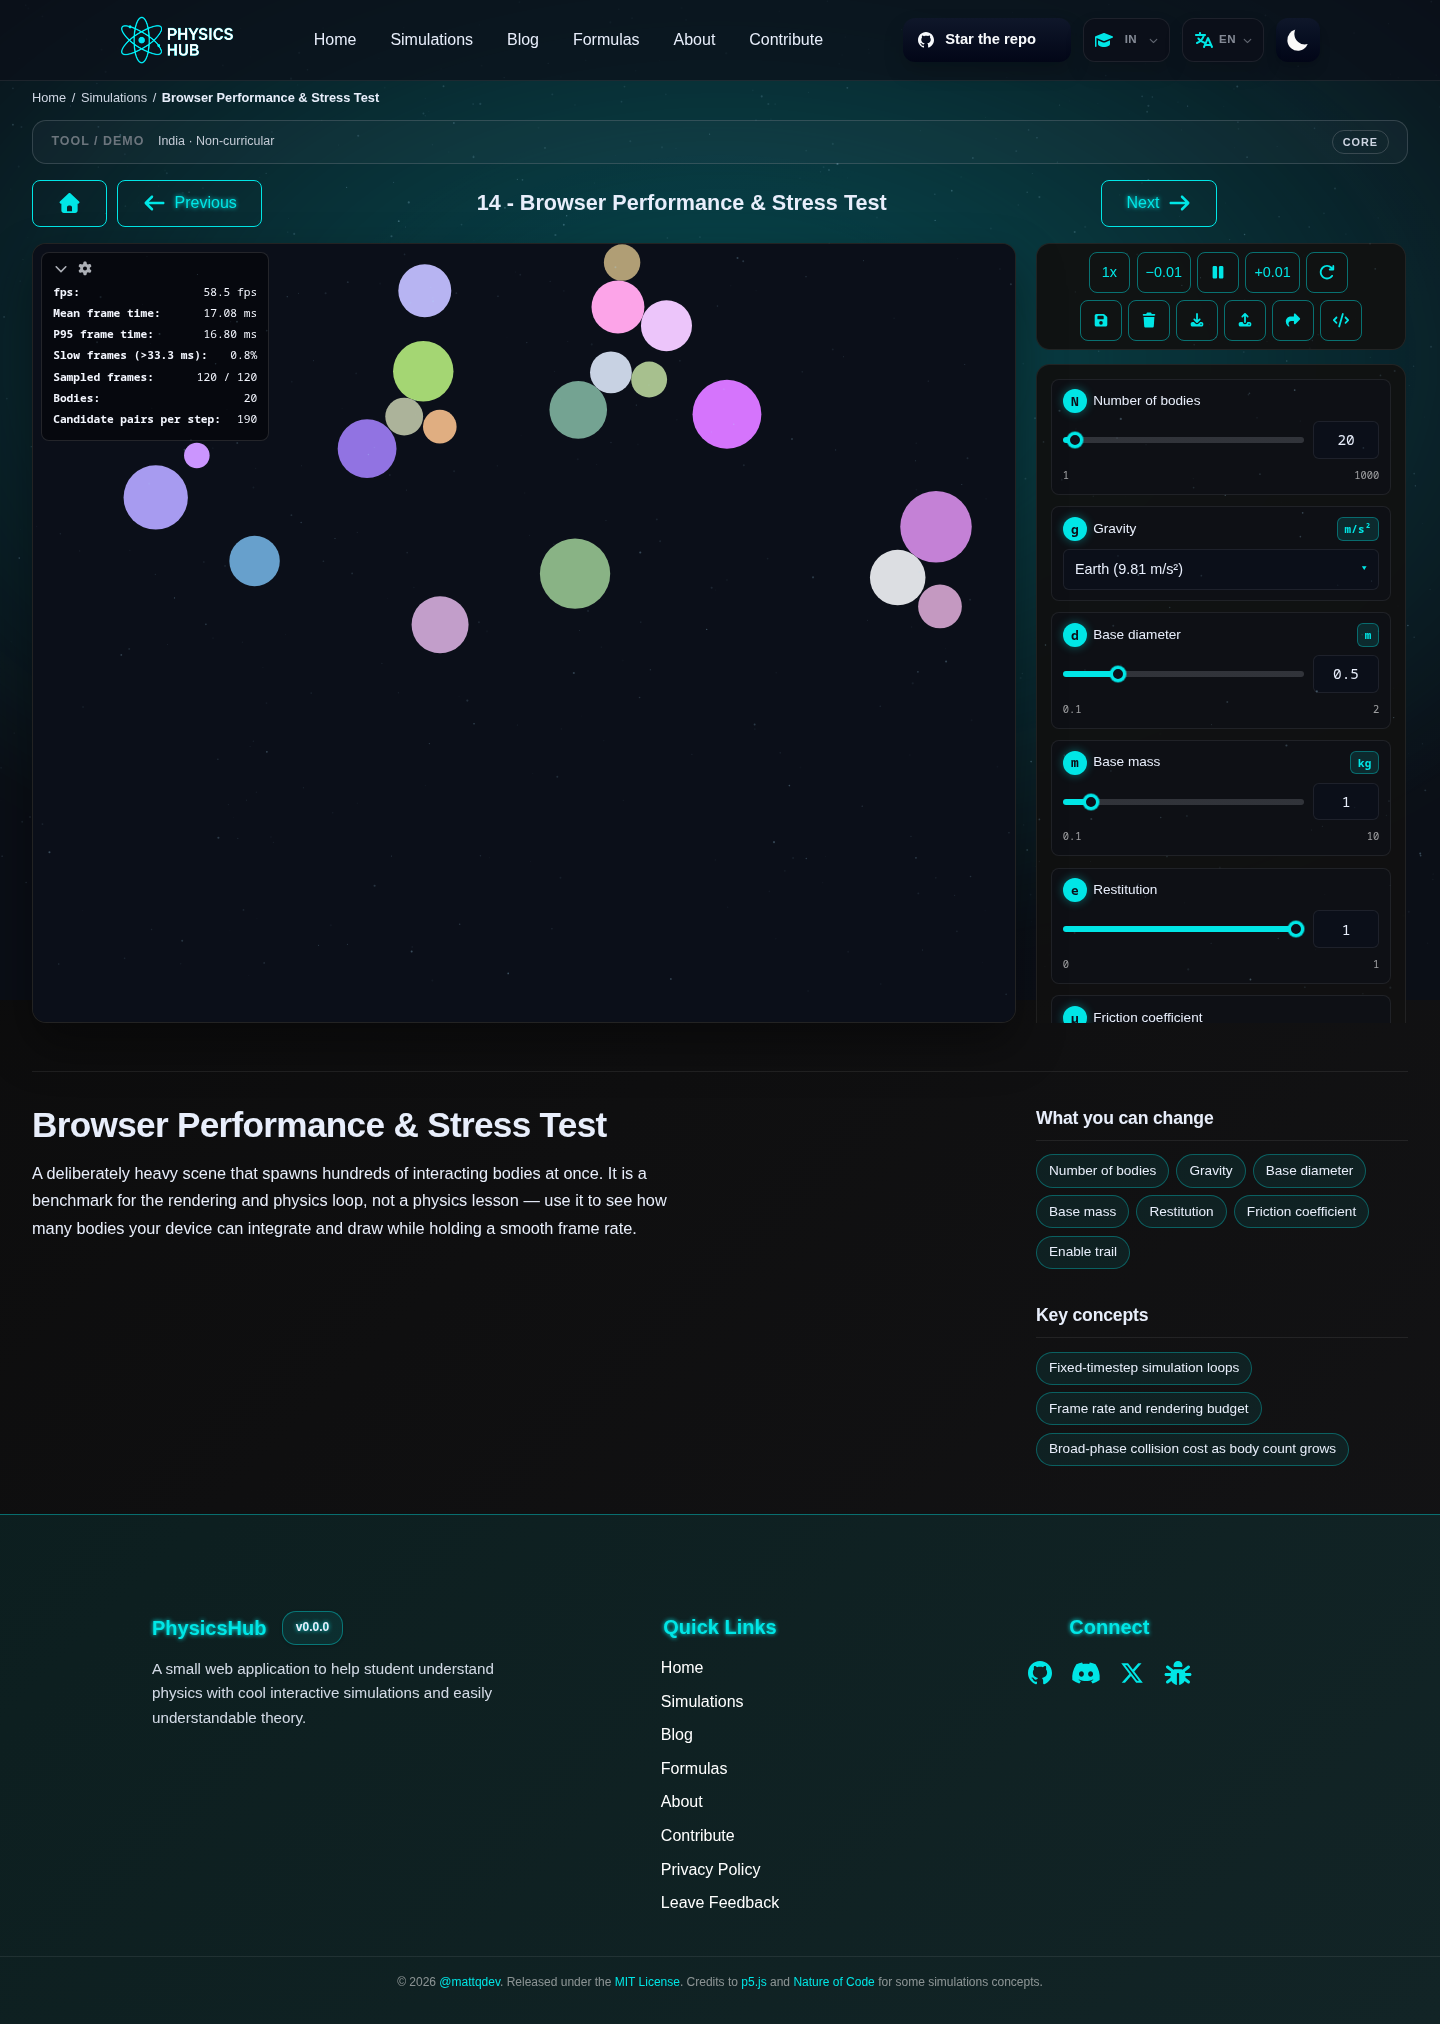 PHYSICS
HUB
Home
Simulations
Blog
Formulas
About
Contribute
Star the repo
IN
EN
Home / Simulations / Browser Performance & Stress Test
TOOL / DEMO India · Non-curricular
CORE
Previous
14 - Browser Performance & Stress Test
Next
fps: 58.5 fps
Mean frame time: 17.08 ms
P95 frame time: 16.80 ms
Slow frames (>33.3 ms): 0.8%
Sampled frames: 120 / 120
Bodies: 20
Candidate pairs per step: 190
1x
−0.01
+0.01
N Number of bodies
20
1 1000
g Gravity m/s²
Earth (9.81 m/s²)
d Base diameter m
0.5
0.1 2
m Base mass kg
1
0.1 10
e Restitution
1
0 1
μ Friction coefficient
Browser Performance & Stress Test
A deliberately heavy scene that spawns hundreds of interacting bodies at once. It is a
benchmark for the rendering and physics loop, not a physics lesson — use it to see how
many bodies your device can integrate and draw while holding a smooth frame rate.
What you can change
Number of bodies
Gravity
Base diameter
Base mass
Restitution
Friction coefficient
Enable trail
Key concepts
Fixed-timestep simulation loops
Frame rate and rendering budget
Broad-phase collision cost as body count grows
PhysicsHub v0.0.0
A small web application to help student understand
physics with cool interactive simulations and easily
understandable theory.
Quick Links
Home
Simulations
Blog
Formulas
About
Contribute
Privacy Policy
Leave Feedback
Connect
© 2026 @mattqdev. Released under the MIT License. Credits to p5.js and Nature of Code for some simulations concepts.